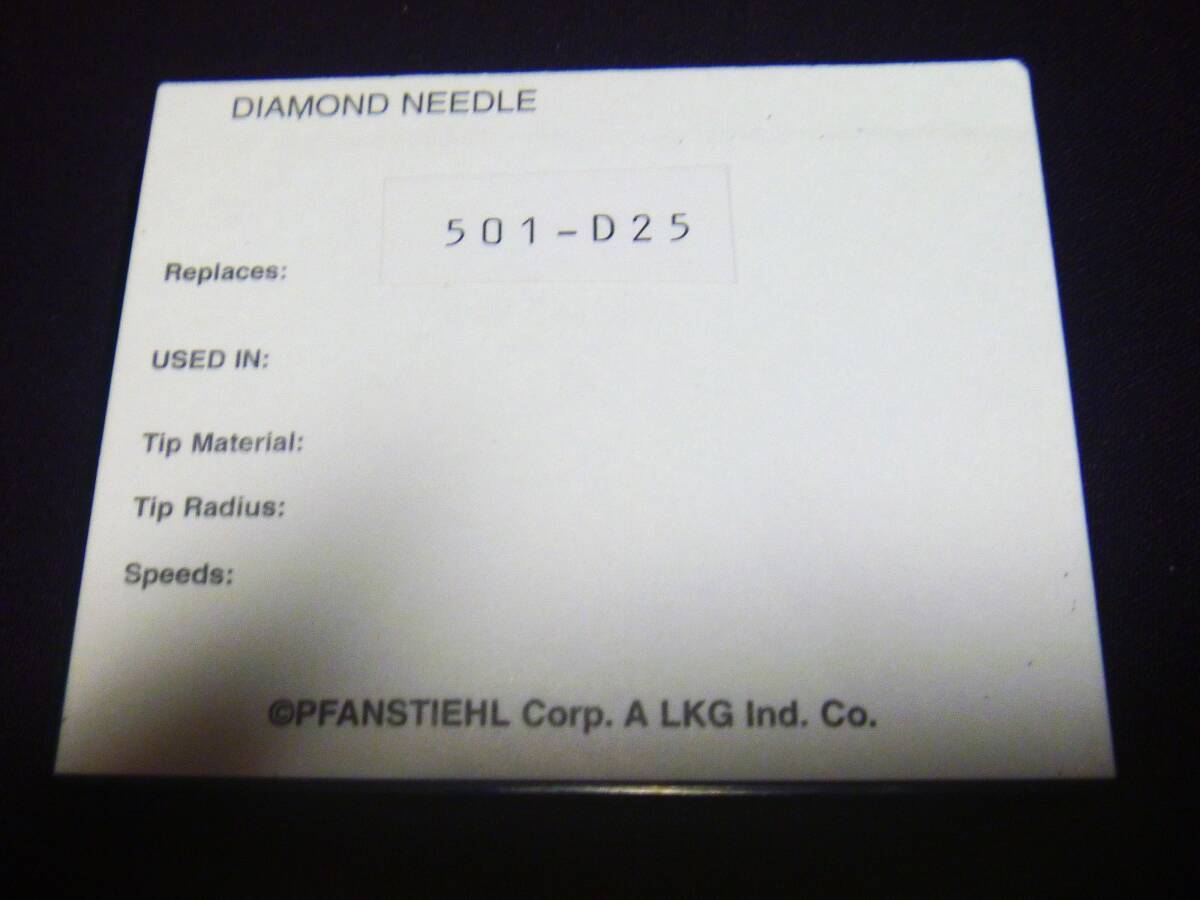 DIAMOND NEEDLE
501-D25
Replaces:
USED IN:
Tip Material:
Tip Radius:
Speeds:
©PFANSTIEHL Corp. A LKG Ind. Co.